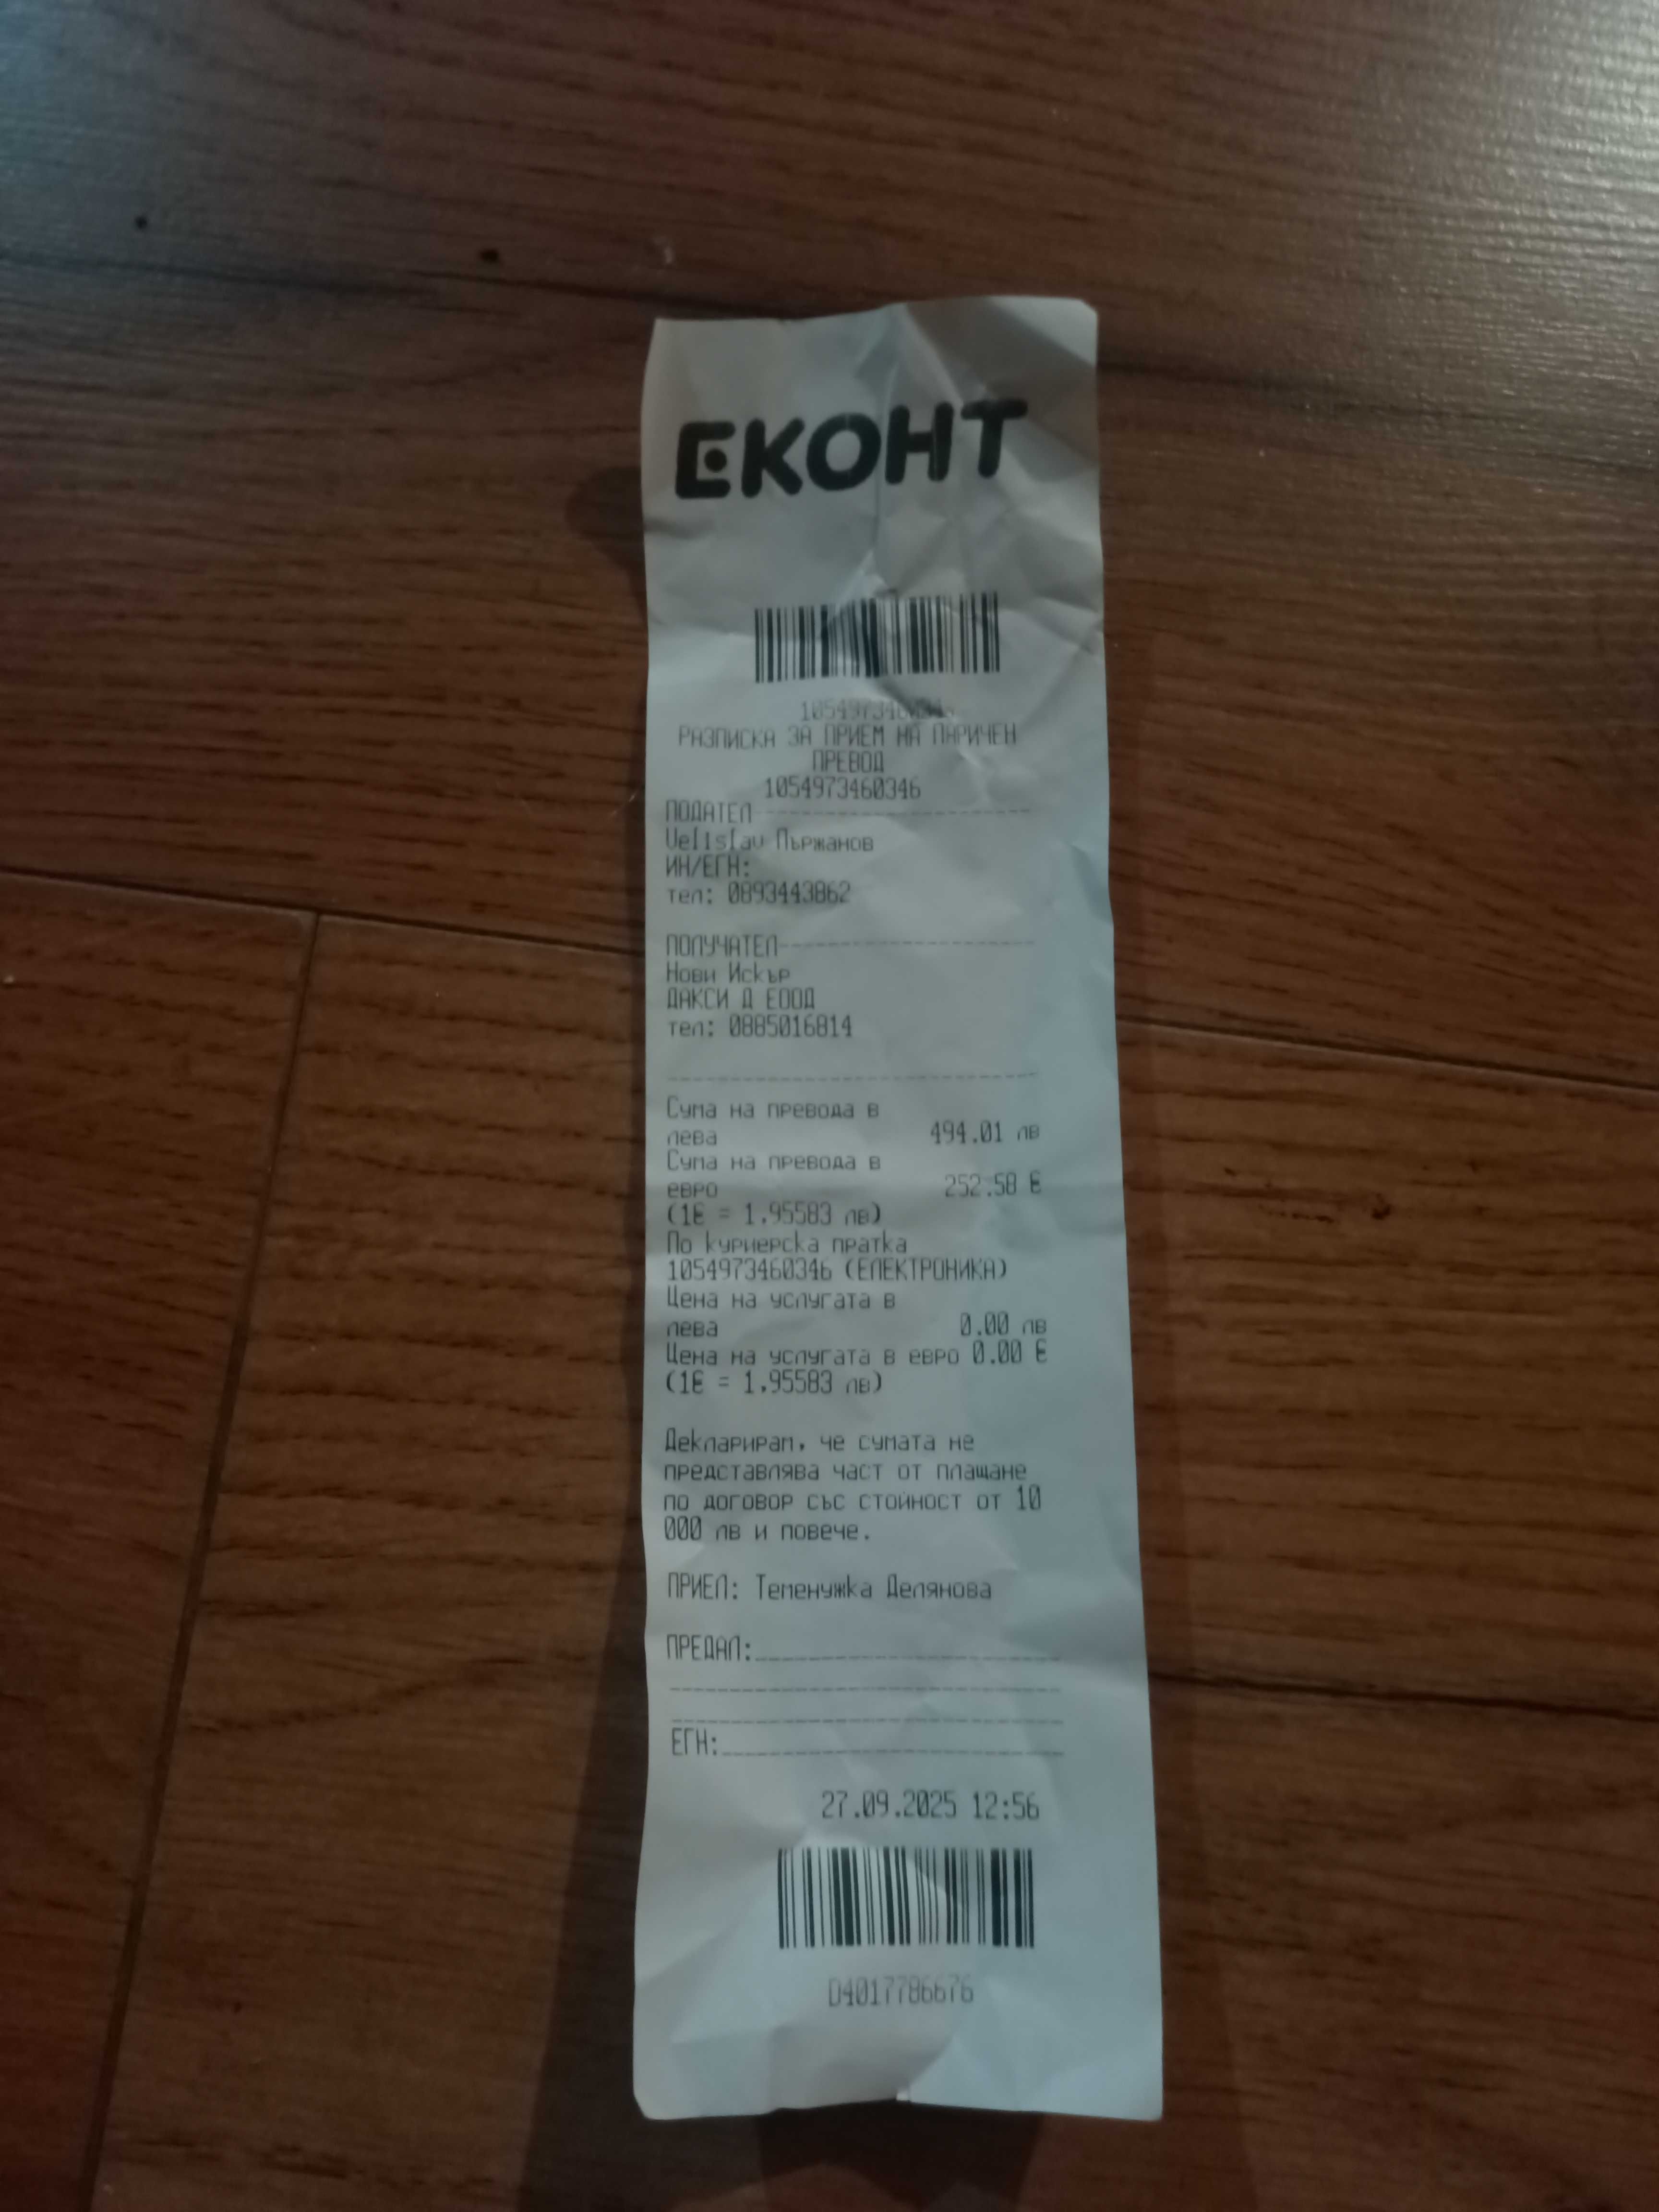 ЕКОНТ
1054973460346
РАЗПИСКА ЗА ПРИЕМ НА ПАРИЧЕН
ПРЕВОД
1054973460346
ПОДАТЕЛ
Velislav Пържанов
ИН/ЕГН:
тел: 0893443862
ПОЛУЧАТЕЛ
Нови Искър
ДАКСИ Д ЕООД
тел: 0885016814
Сума на превода в
лева 494.01 лв
Сума на превода в
евро 252.58 €
(1€ = 1.95583 лв)
По куриерска пратка
1054973460346 (ЕЛЕКТРОНИКА)
Цена на услугата в
лева 0.00 лв
Цена на услугата в евро 0.00 €
(1€ = 1.95583 лв)
Декларирам, че сумата не
представлява част от плащане
по договор със стойност от 10
000 лв и повече.
ПРИЕЛ: Теменужка Делянова
ПРЕДАЛ:
ЕГН:
27.09.2025 12:56
D4017786676